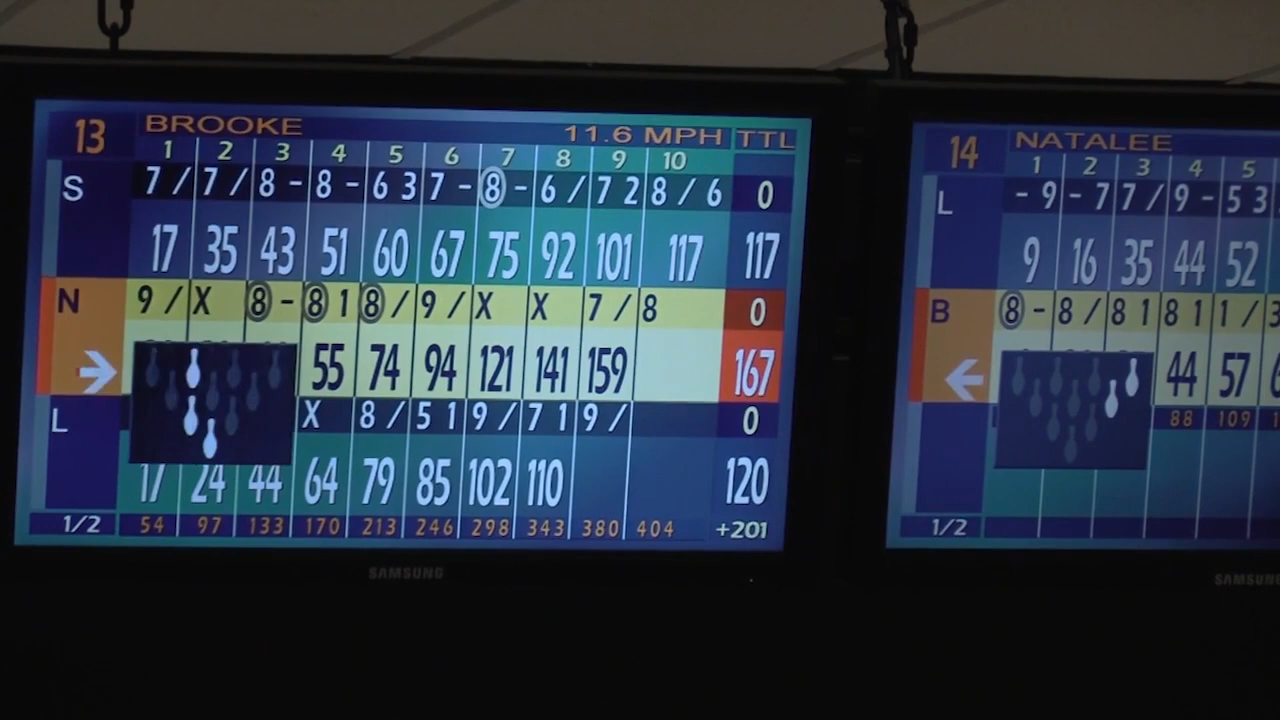 13 BROOKE 11.6 MPH TTL
1 2 3 4 5 6 7 8 9 10
S 7 / 7 / 8 - 8 - 6 3 7 - 8 - 6 / 7 2 8 / 6 0
17 35 43 51 60 67 75 92 101 117 117
N 9 / X 8 - 8 1 8 / 9 / X X 7 / 8 0
55 74 94 121 141 159 167
L X 8 / 5 1 9 / 7 1 9 / 0
17 24 44 64 79 85 102 110 120
1/2 54 97 133 170 213 246 298 343 380 404 +201
SAMSUNG
14 NATALEE
1 2 3 4 5
L - 9 - 7 7 / 9 - 5 3
9 16 35 44 52
B 8 - 8 / 8 1 8 1 1 / 3
44 57
88 109
1/2
SAMSUNG